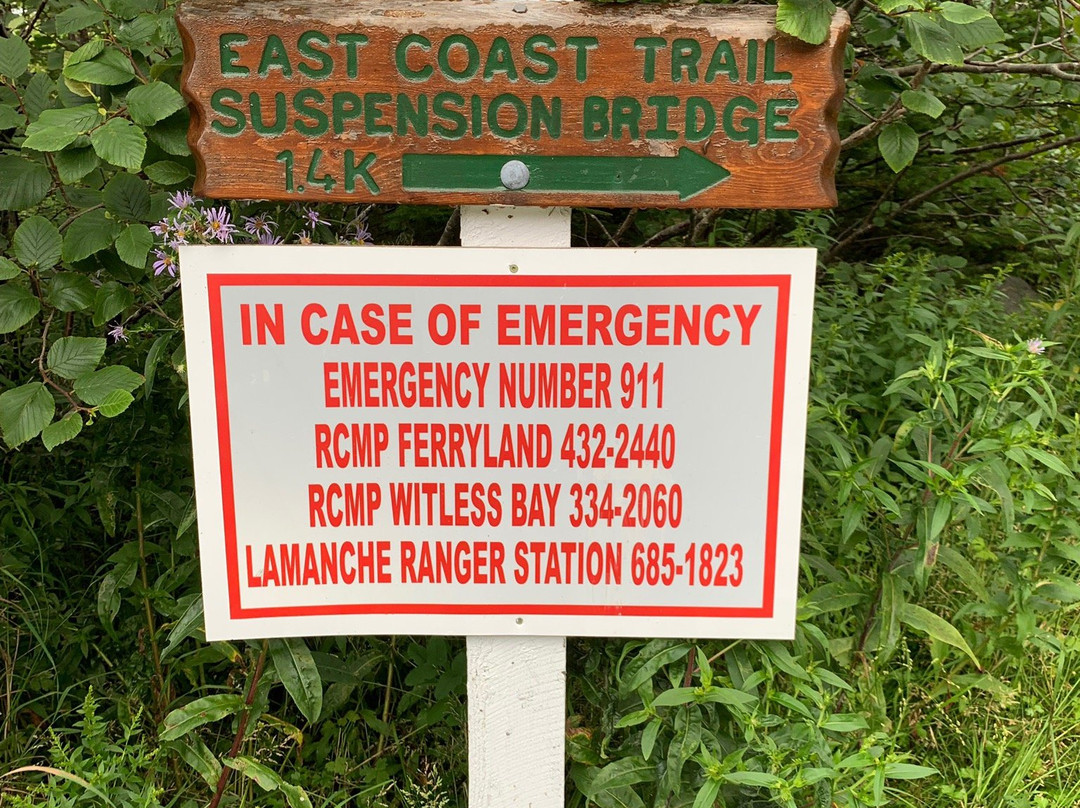 EAST COAST TRAIL
SUSPENSION BRIDGE
1.4K
IN CASE OF EMERGENCY
EMERGENCY NUMBER 911
RCMP FERRYLAND 432-2440
RCMP WITLESS BAY 334-2060
LAMANCHE RANGER STATION 685-1823